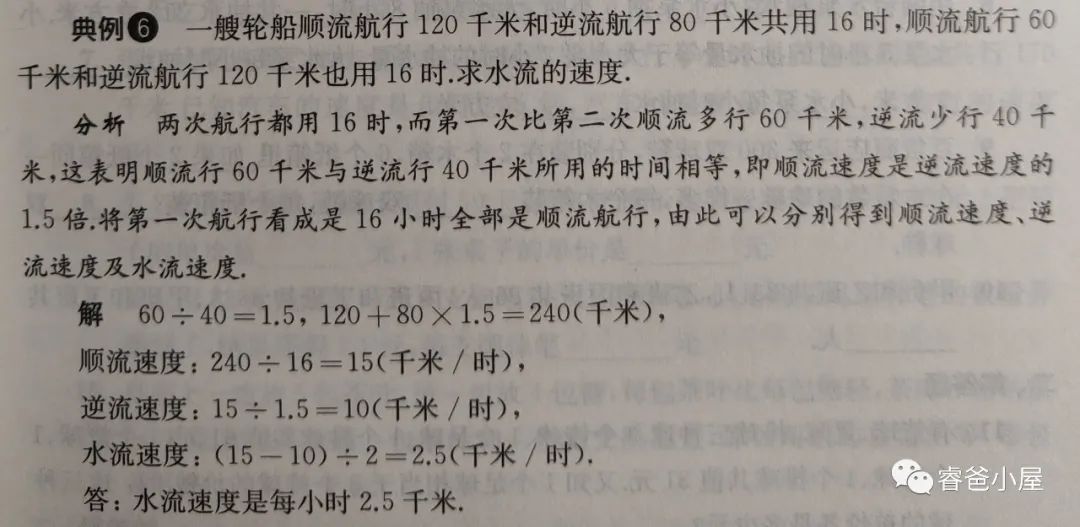 典例6 一艘轮船顺流航行 120 千米和逆流航行 80 千米共用 16 时,顺流航行 60
千米和逆流航行 120 千米也用 16 时.求水流的速度.
分析 两次航行都用 16 时,而第一次比第二次顺流多行 60 千米,逆流少行 40 千
米,这表明顺流行 60 千米与逆流行 40 千米所用的时间相等,即顺流速度是逆流速度的
1.5 倍.将第一次航行看成是 16 小时全部是顺流航行,由此可以分别得到顺流速度、逆
流速度及水流速度.
解 60÷40=1.5, 120+80×1.5=240(千米),
顺流速度: 240÷16=15(千米/时),
逆流速度: 15÷1.5=10(千米/时),
水流速度: (15-10)÷2=2.5(千米/时).
答: 水流速度是每小时 2.5 千米.
睿爸小屋